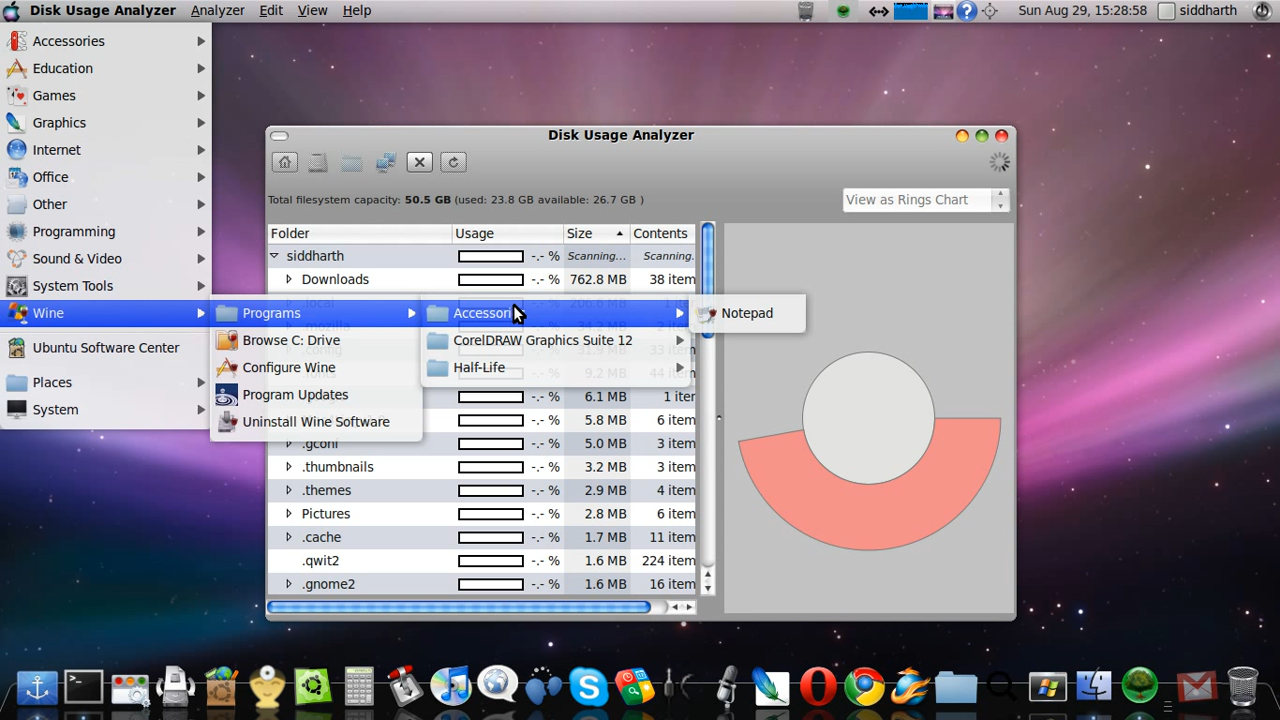 Disk Usage Analyzer Analyzer Edit View Help Sun Aug 29, 15:28:58 siddharth
Accessories
Education
Games
Graphics
Internet
Office
Other
Programming
Sound & Video
System Tools
Wine
Ubuntu Software Center
Places
System
Programs
Browse C: Drive
Configure Wine
Program Updates
Uninstall Wine Software
Accessori
CorelDRAW Graphics Suite 12
Half-Life
Notepad
Disk Usage Analyzer
Total filesystem capacity: 50.5 GB (used: 23.8 GB available: 26.7 GB )
View as Rings Chart
Folder Usage Size Contents
siddharth -.- % Scanning... Scanning.
Downloads -.- % 762.8 MB 38 item
6.1 MB 1 iter
-.- % 5.8 MB 6 item
.gconf -.- % 5.0 MB 3 item
.thumbnails -.- % 3.2 MB 3 item
.themes -.- % 2.9 MB 4 item
Pictures -.- % 2.8 MB 6 item
.cache -.- % 1.7 MB 11 item
.qwit2 -.- % 1.6 MB 224 item
.gnome2 -.- % 1.6 MB 16 item